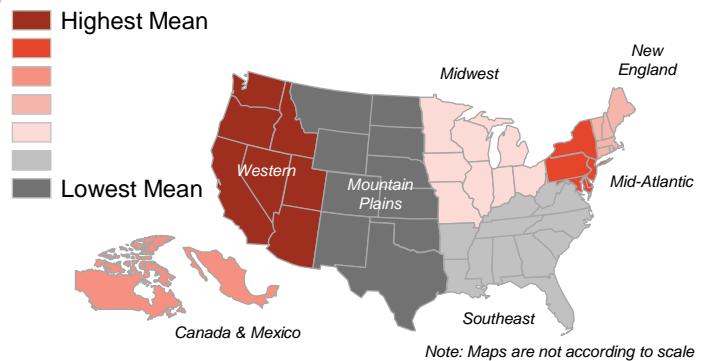 Highest Mean
Lowest Mean
Midwest
New
England
Western
Mountain
Plains
Mid-Atlantic
Canada & Mexico
Southeast
Note: Maps are not according to scale